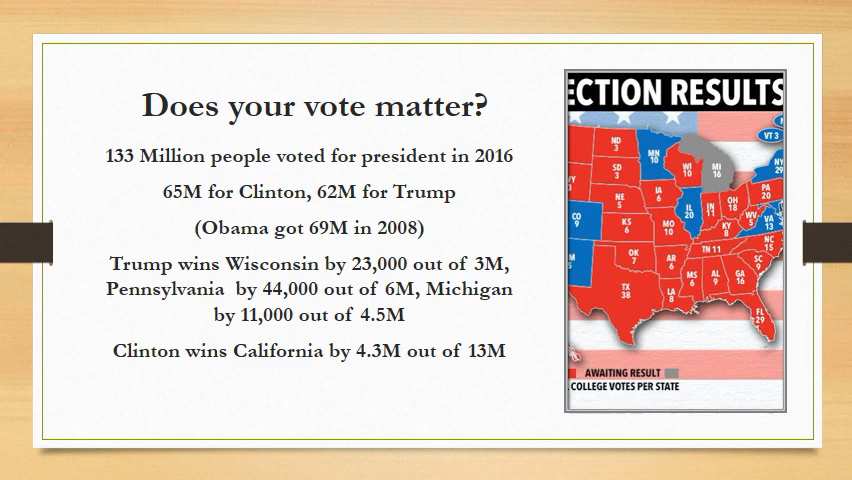 Does your vote matter?
133 Million people voted for president in 2016
65M for Clinton, 62M for Trump
(Obama got 69M in 2008)
Trump wins Wisconsin by 23,000 out of 3M,
Pennsylvania by 44,000 out of 6M, Michigan
by 11,000 out of 4.5M
Clinton wins California by 4.3M out of 13M
ECTION RESULTS
VT 3
ND
3
MN
10
SD
3
WI
10
MI
16
NY
29
NE
5
IA
6
PA
20
CO
9
IL
20
IN
11
OH
18
WV
5
VA
13
KS
6
MO
10
KY
8
NC
15
TN 11
OK
7
AR
6
SC
9
MS
6
AL
9
GA
16
TX
38
LA
8
FL
29
AWAITING RESULT
COLLEGE VOTES PER STATE